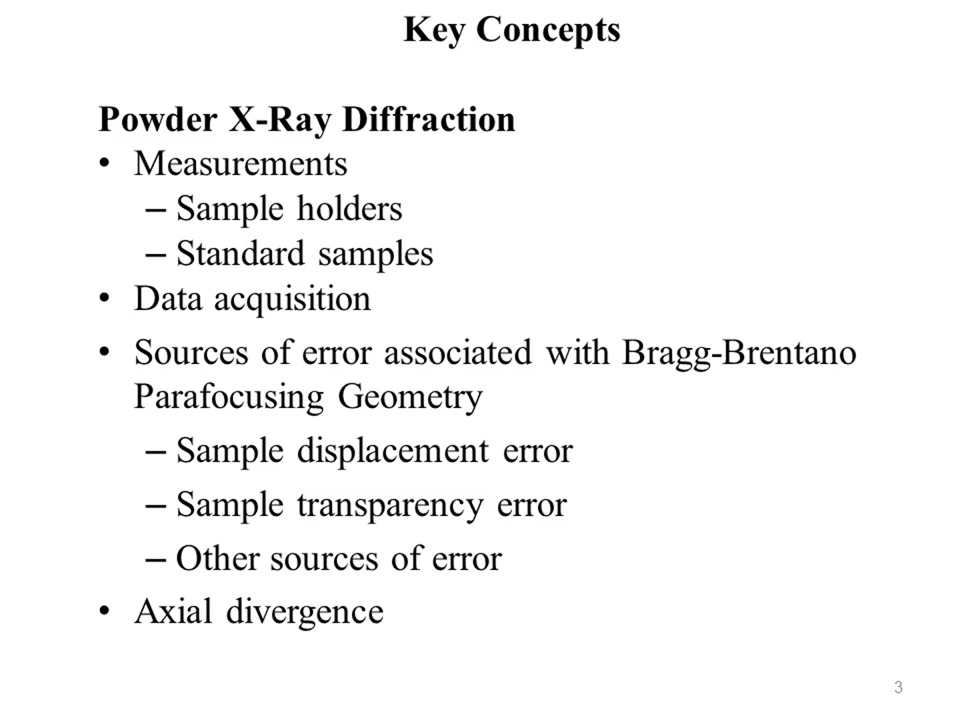 Key Concepts
Powder X-Ray Diffraction
• Measurements
– Sample holders
– Standard samples
• Data acquisition
• Sources of error associated with Bragg-Brentano
Parafocusing Geometry
– Sample displacement error
– Sample transparency error
– Other sources of error
• Axial divergence
3